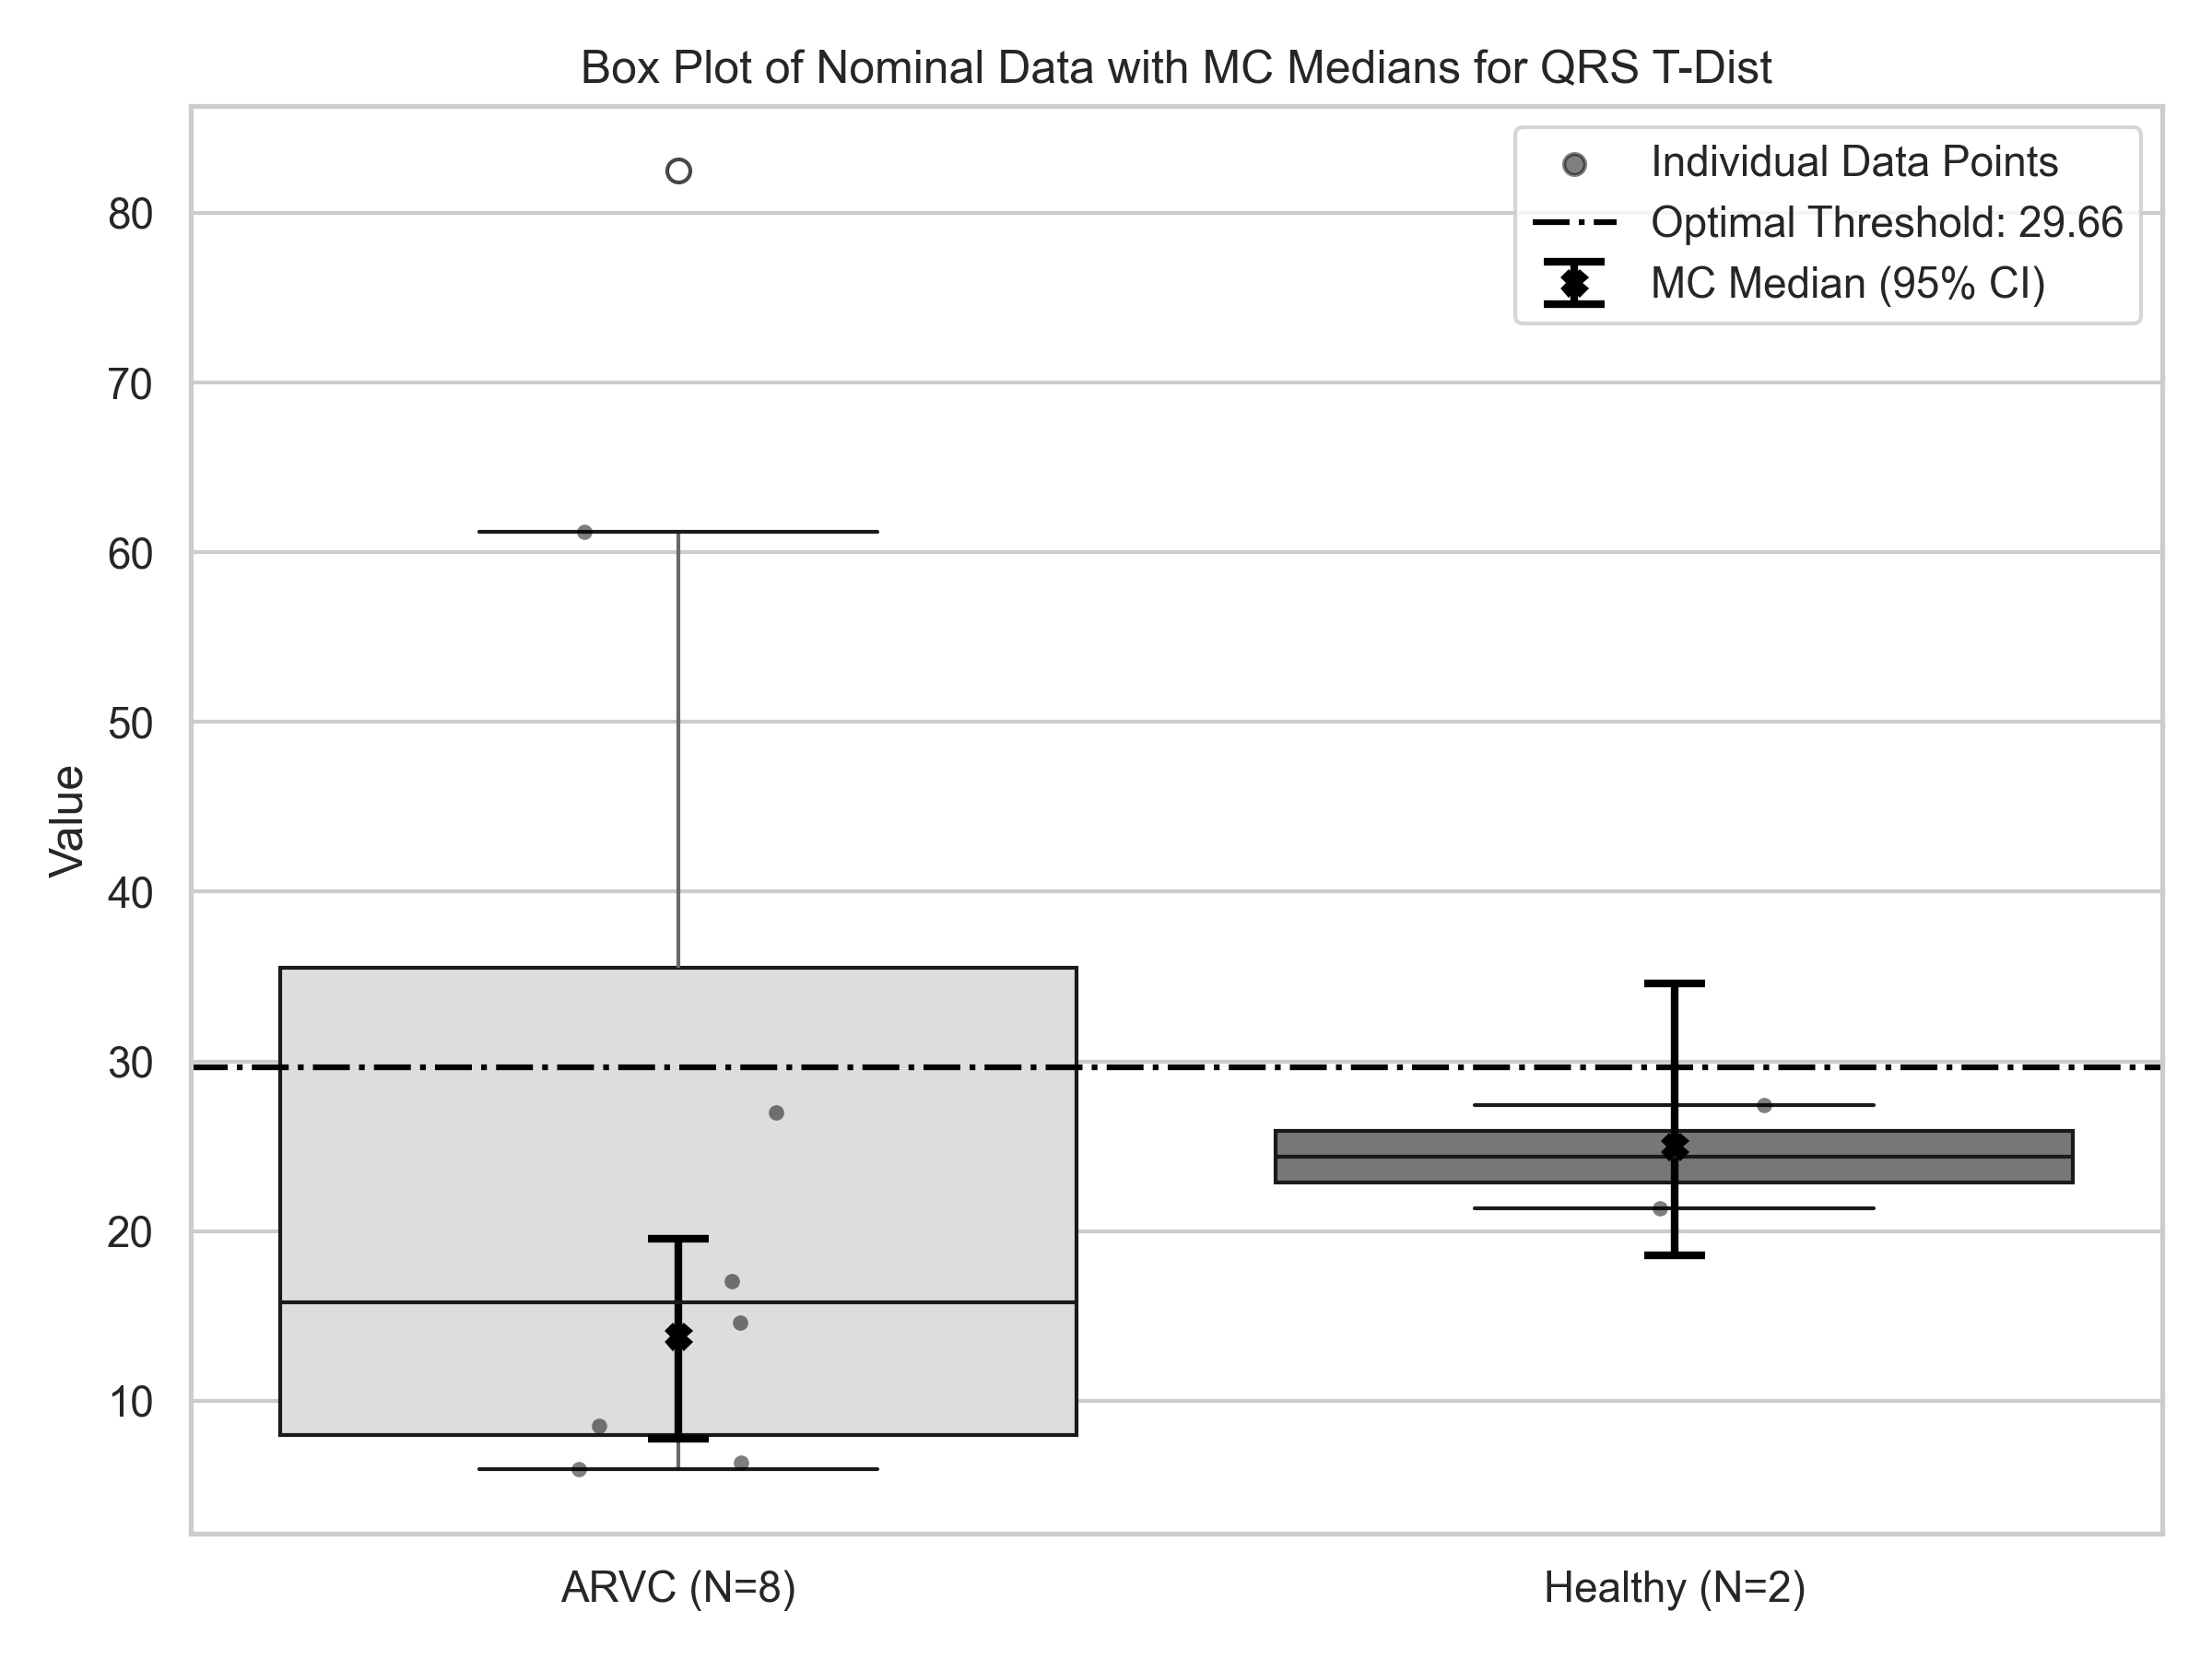 Box Plot of Nominal Data with MC Medians for QRS T-Dist
Individual Data Points
Optimal Threshold: 29.66
MC Median (95% CI)
Value
80
70
60
50
40
30
20
10
ARVC (N=8)
Healthy (N=2)